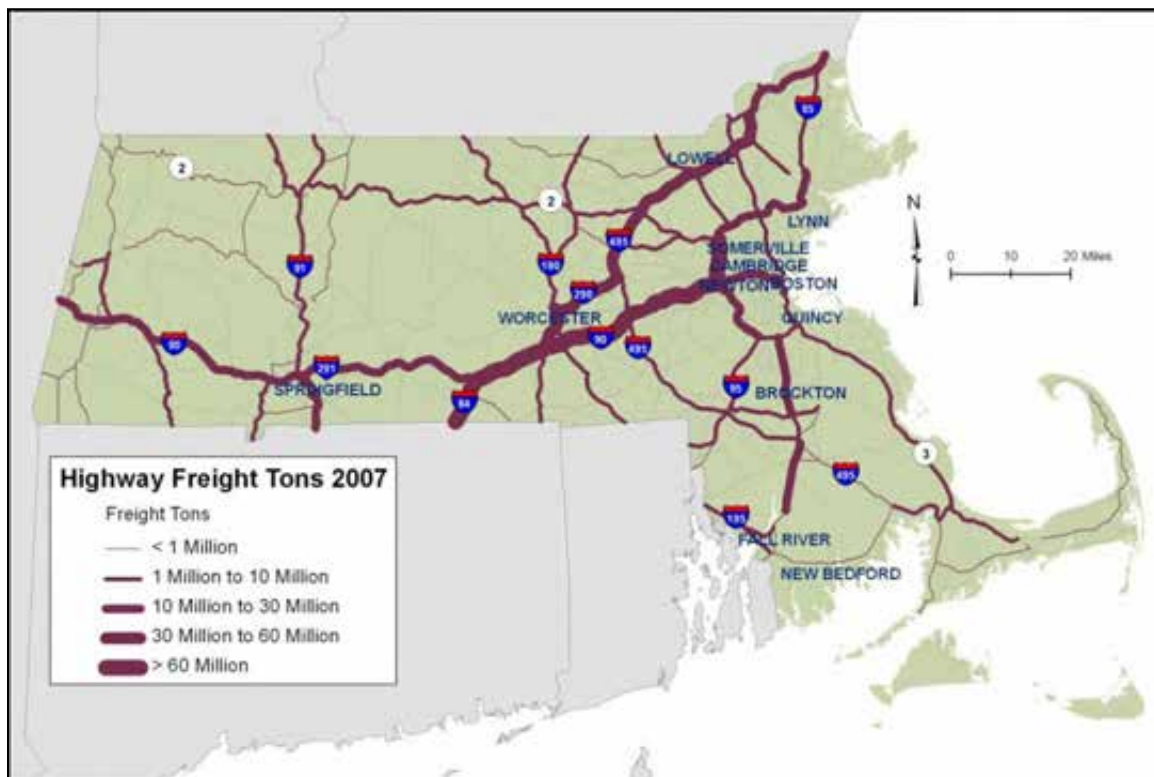 95
2
LOWELL
N
2
LYNN
495
SOMERVILLE
CAMBRIDGE
0 10 20 Miles
91
190
NEWTON
BOSTON
290
WORCESTER
QUINCY
90
90
495
291
SPRINGFIELD
95
BROCKTON
84
3
Highway Freight Tons 2007
495
Freight Tons
195
< 1 Million
FALL RIVER
1 Million to 10 Million
NEW BEDFORD
10 Million to 30 Million
30 Million to 60 Million
> 60 Million